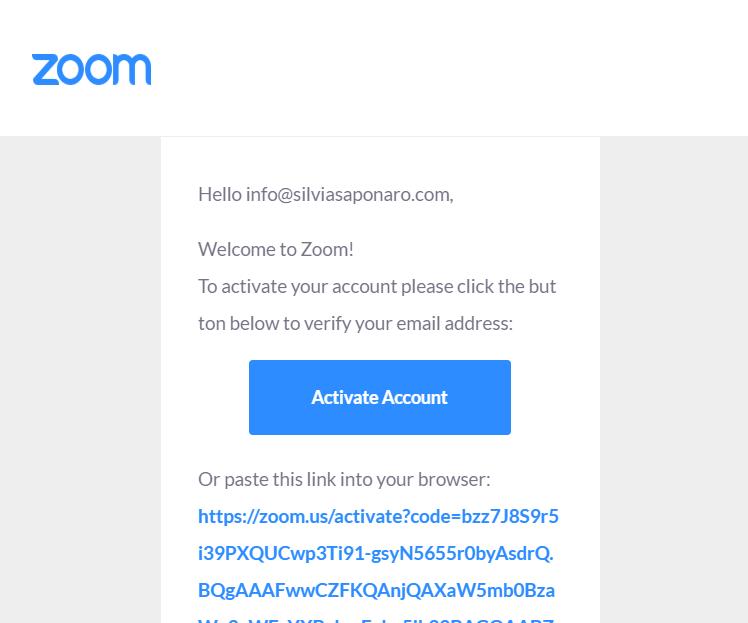 zoom
Hello info@silviasaponaro.com,
Welcome to Zoom!
To activate your account please click the but
ton below to verify your email address:
Activate Account
Or paste this link into your browser:
https://zoom.us/activate?code=bzz7J8S9r5
i39PXQUCwp3Ti91-gsyN5655r0byAsdrQ.
BQgAAAFwwCZFKQAnjQAXaW5mb0Bza